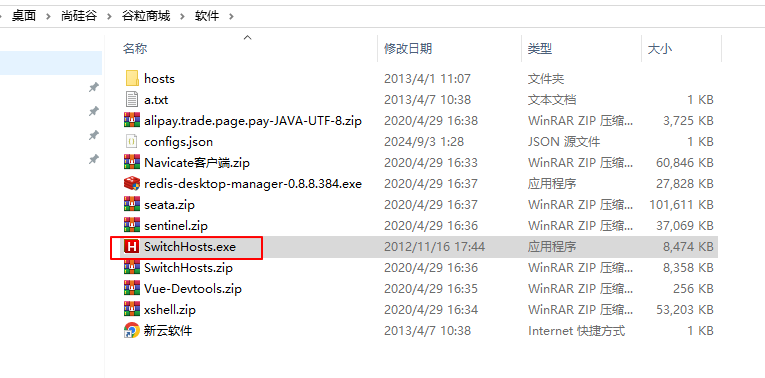 桌面 > 尚硅谷 > 谷粒商城 > 软件 >
名称 修改日期 类型 大小
hosts 2013/4/1 11:07 文件夹
a.txt 2013/4/7 10:38 文本文档 1 KB
alipay.trade.page.pay-JAVA-UTF-8.zip 2020/4/29 16:38 WinRAR ZIP 压缩... 3,725 KB
configs.json 2024/9/3 1:28 JSON 源文件 1 KB
Navicate客户端.zip 2020/4/29 16:33 WinRAR ZIP 压缩... 60,846 KB
redis-desktop-manager-0.8.8.384.exe 2020/4/29 16:37 应用程序 27,828 KB
seata.zip 2020/4/29 16:37 WinRAR ZIP 压缩... 101,611 KB
sentinel.zip 2020/4/29 16:36 WinRAR ZIP 压缩... 37,069 KB
SwitchHosts.exe 2012/11/16 17:44 应用程序 8,474 KB
SwitchHosts.zip 2020/4/29 16:36 WinRAR ZIP 压缩... 8,358 KB
Vue-Devtools.zip 2020/4/29 16:35 WinRAR ZIP 压缩... 256 KB
xshell.zip 2020/4/29 16:34 WinRAR ZIP 压缩... 53,203 KB
新云软件 2013/4/7 10:38 Internet 快捷方式 1 KB